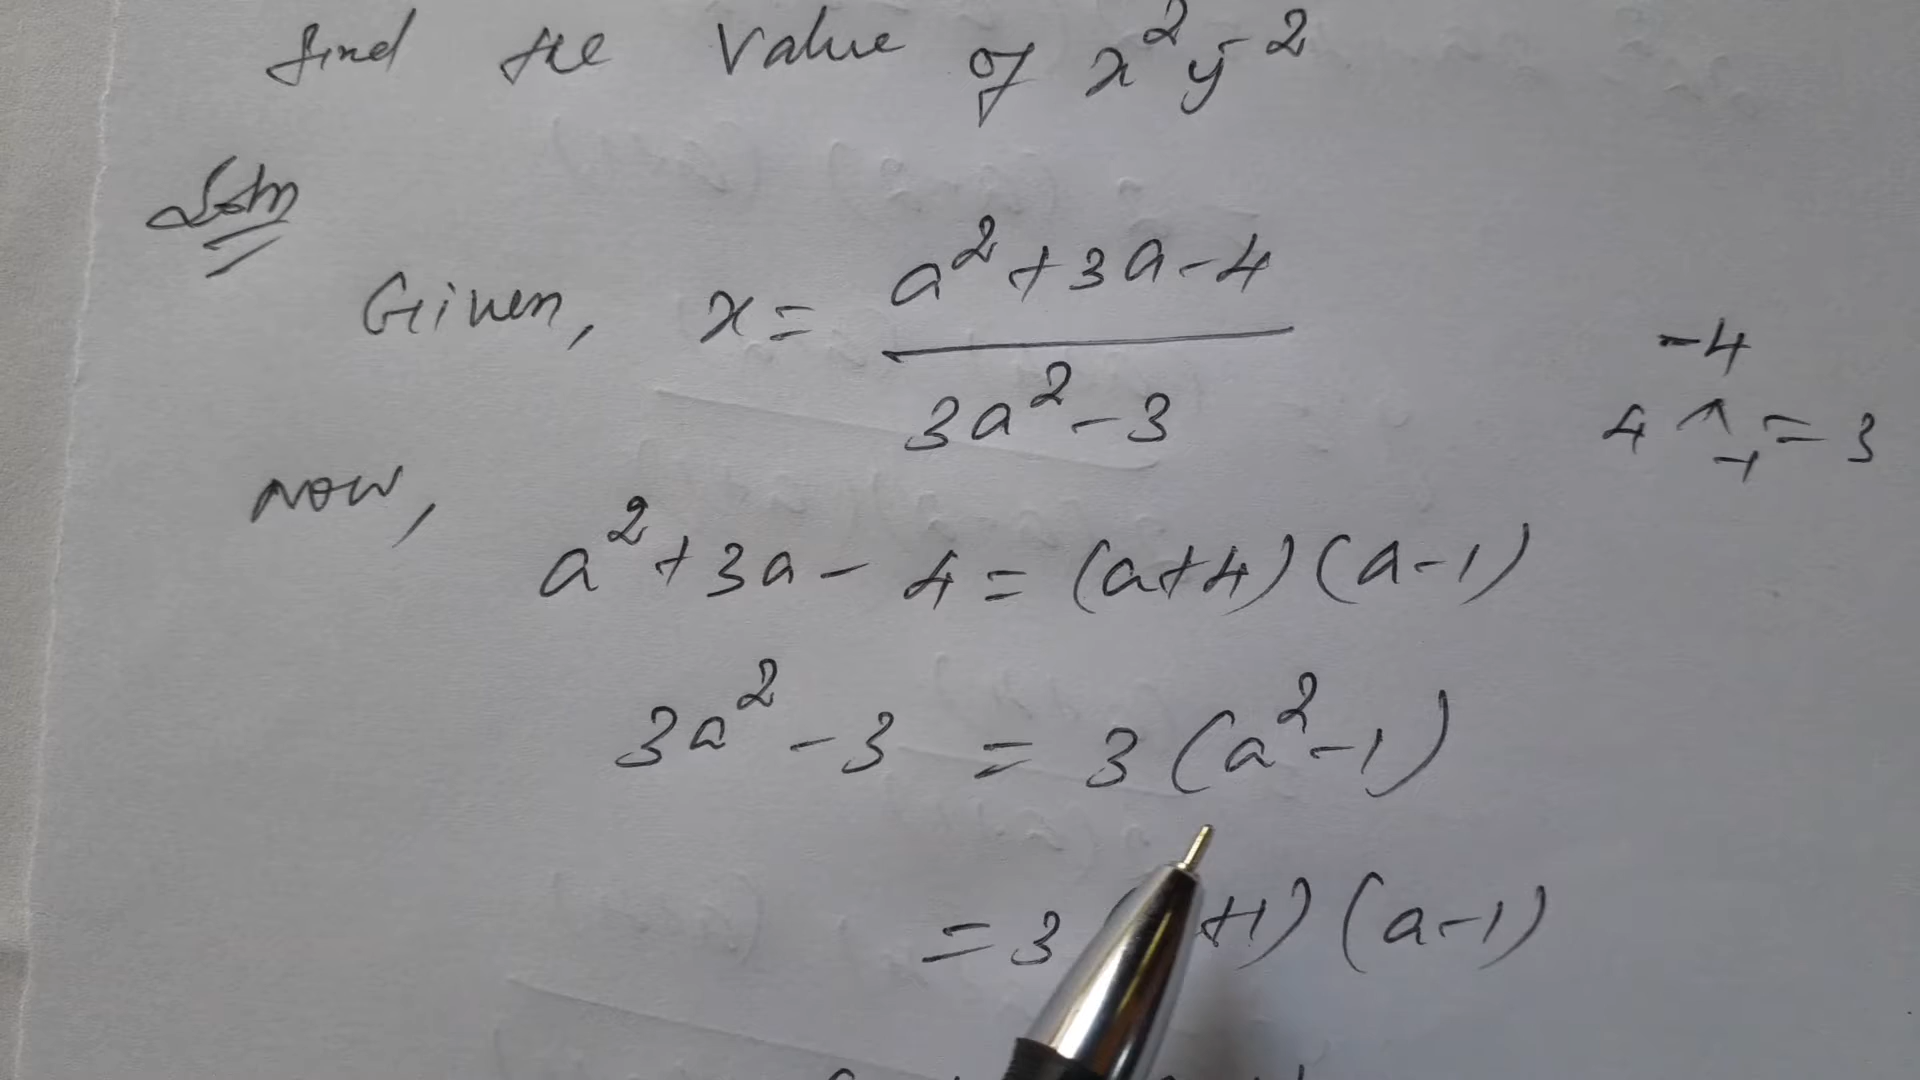 find the Value of x²y⁻²
Soln
Given, x = (a²+3a-4)/(3a²-3)
-4
4 -1 = 3
Now,
a²+3a-4 = (a+4)(a-1)
3a²-3 = 3(a²-1)
= 3 +1)(a-1)